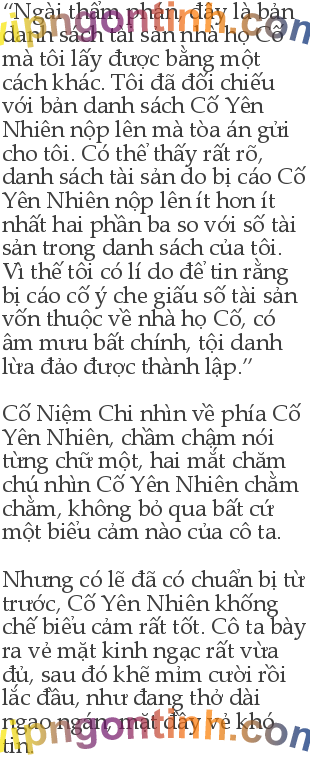 “Ngài thẩm phán, đây là bản
danh sách tài sản nhà họ Cố
mà tôi lấy được bằng một
cách khác. Tôi đã đối chiếu
với bản danh sách Cố Yên
Nhiên nộp lên mà tòa án gửi
cho tôi. Có thể thấy rất rõ,
danh sách tài sản do bị cáo Cố
Yên Nhiên nộp lên ít hơn ít
nhất hai phần ba so với số tài
sản trong danh sách của tôi.
Vì thế tôi có lí do để tin rằng
bị cáo cố ý che giấu số tài sản
vốn thuộc về nhà họ Cố, có
âm mưu bất chính, tội danh
lừa đảo được thành lập.”
Cố Niệm Chi nhìn về phía Cố
Yên Nhiên, chầm chậm nói
từng chữ một, hai mắt chăm
chú nhìn Cố Yên Nhiên chằm
chằm, không bỏ qua bất cứ
một biểu cảm nào của cô ta.
Nhưng có lẽ đã có chuẩn bị từ
trước, Cố Yên Nhiên khống
chế biểu cảm rất tốt. Cô ta bày
ra vẻ mặt kinh ngạc rất vừa
đủ, sau đó khẽ mỉm cười rồi
lắc đầu, như đang thở dài
ngao ngán, mặt đầy vẻ khó
tin.
vipngontinh.com
vipngontinh.com